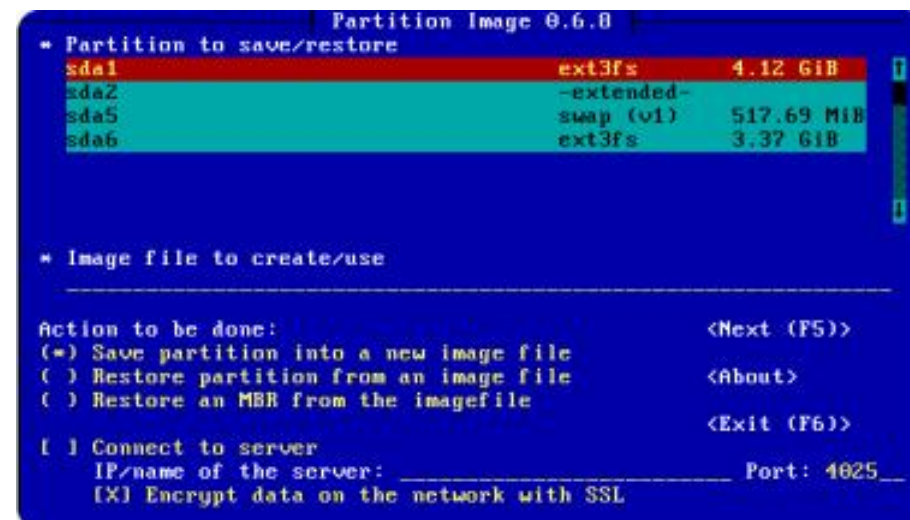 Partition Image 0.6.8
* Partition to save/restore
sda1 ext3fs 4.12 GiB
sda2 -extended-
sda5 swap (v1) 517.69 MiB
sda6 ext3fs 3.37 GiB
* Image file to create/use
Action to be done: <Next (F5)>
(*) Save partition into a new image file
( ) Restore partition from an image file <About>
( ) Restore an MBR from the imagefile
<Exit (F6)>
[ ] Connect to server
IP/name of the server: ________________________ Port: 4025__
[X] Encrypt data on the network with SSL